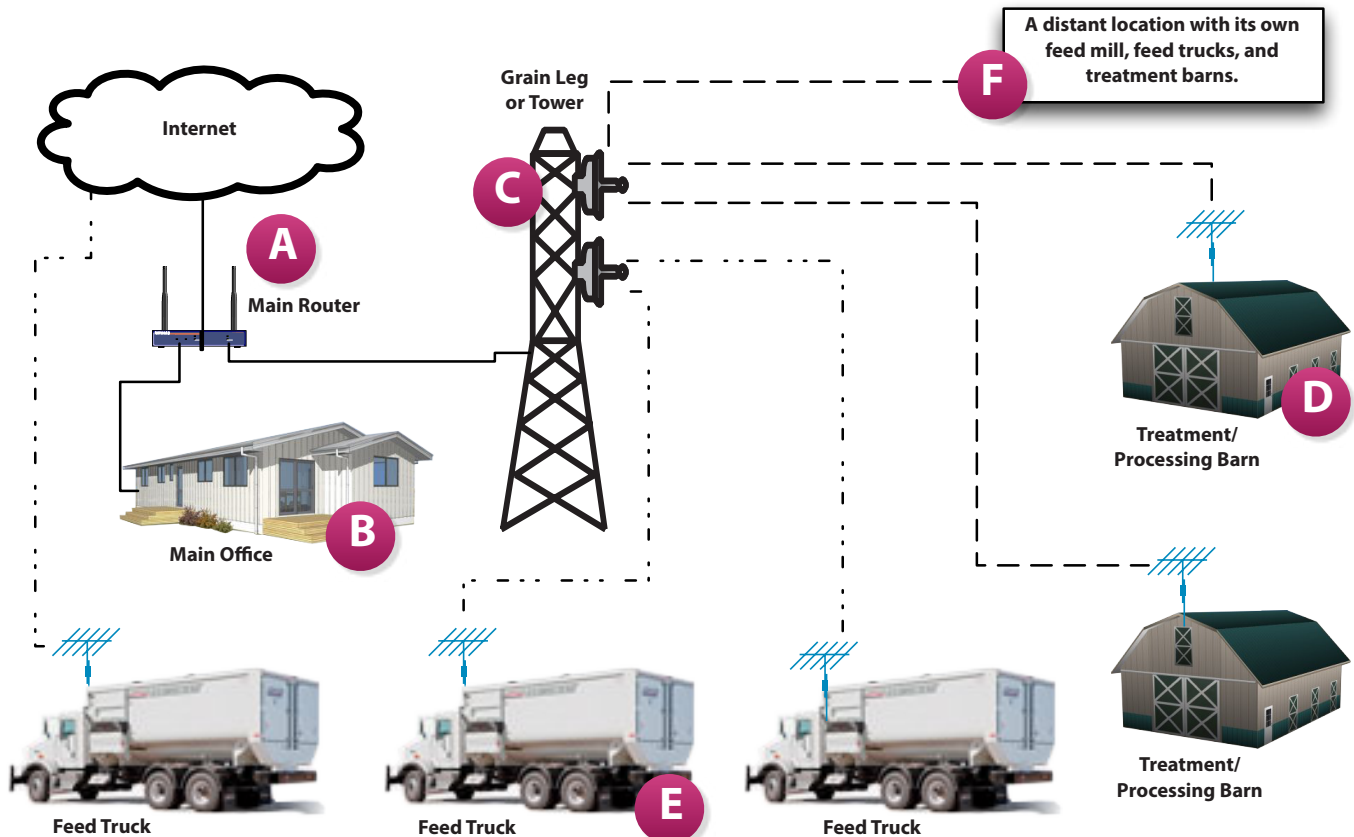 A distant location with its own
feed mill, feed trucks, and
treatment barns.
F
Grain Leg
or Tower
Internet
C
A
Main Router
D
Treatment/
Processing Barn
B
Main Office
Treatment/
Processing Barn
E
Feed Truck
Feed Truck
Feed Truck